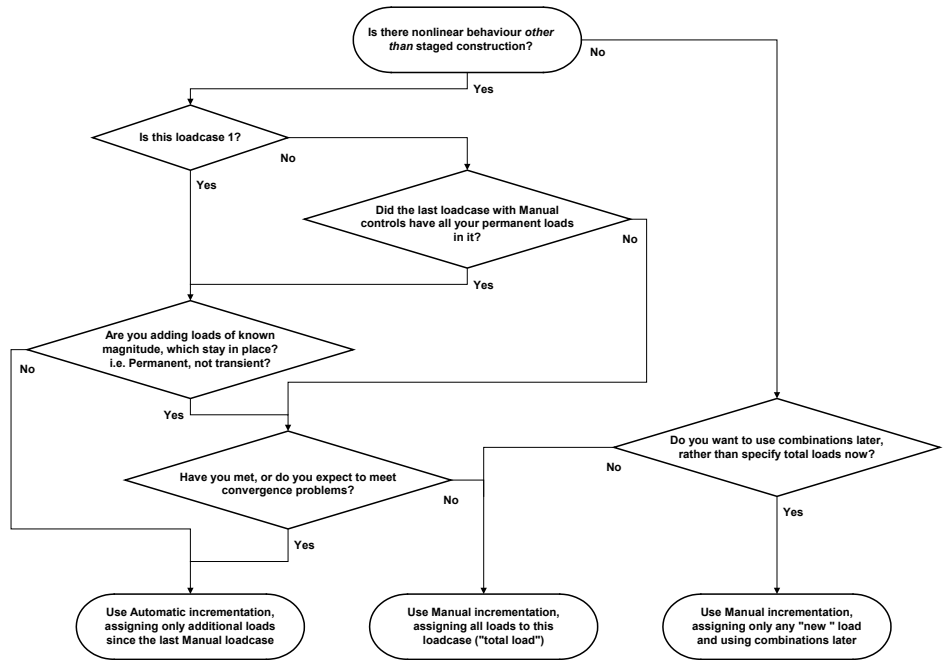 Is there nonlinear behaviour other
than staged construction?
No
Yes
Is this loadcase 1?
No
Yes
Did the last loadcase with Manual
controls have all your permanent loads
in it?
No
Yes
Are you adding loads of known
magnitude, which stay in place?
i.e. Permanent, not transient?
No
Yes
Do you want to use combinations later,
rather than specify total loads now?
No
Yes
Have you met, or do you expect to meet
convergence problems?
No
Yes
Use Automatic incrementation,
assigning only additional loads
since the last Manual loadcase
Use Manual incrementation,
assigning all loads to this
loadcase ("total load")
Use Manual incrementation,
assigning only any "new " load
and using combinations later